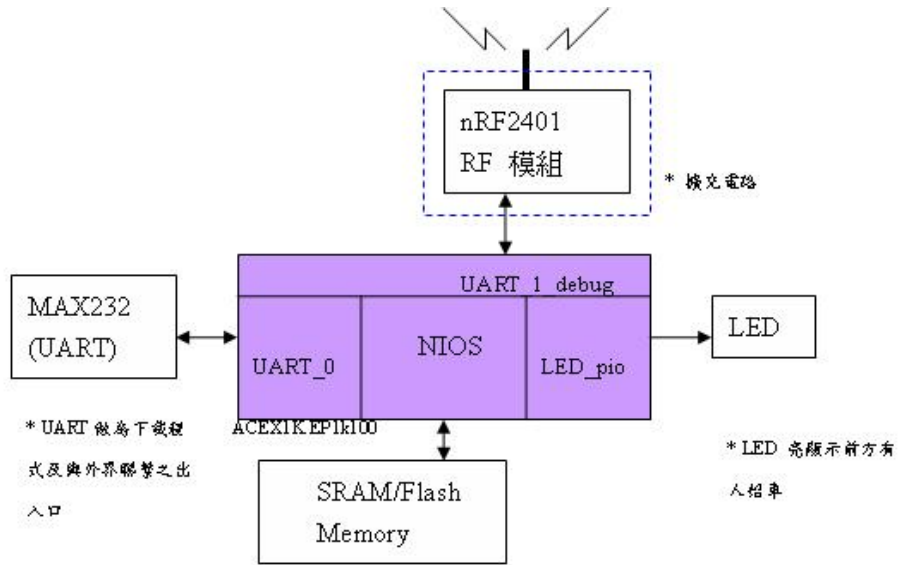 nRF2401
RF 模組
* 擴充電路
UART_1_debug
MAX232
(UART)
UART_0
NIOS
LED_pio
LED
ACEX1K EP1k100
* UART 做為下載程
式及與外界聯繫之出
入口
SRAM/Flash
Memory
* LED 亮顯示前方有
人招車